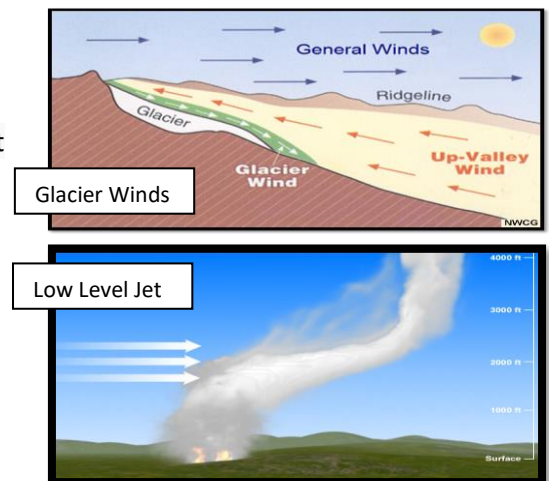 General Winds
Ridgeline
Glacier
Glacier
Wind
Up-Valley
Wind
NWCG
t
Glacier Winds
Low Level Jet
4000 ft
3000 ft
2000 ft
1000 ft
Surface